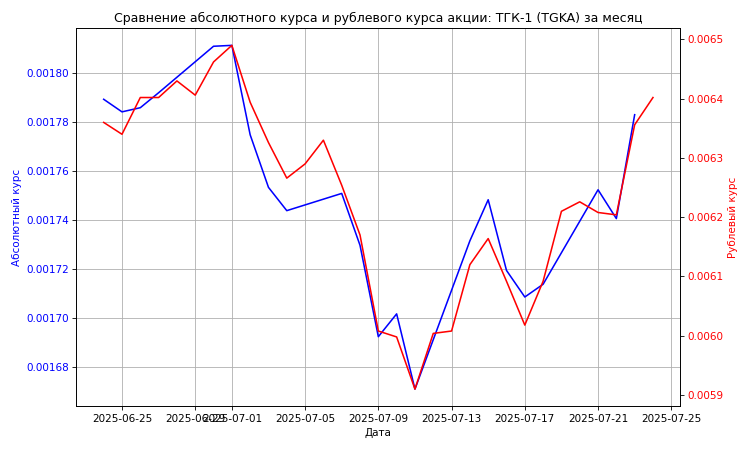 Сравнение абсолютного курса и рублевого курса акции: ТГК-1 (TGKA) за месяц
0.00180
0.00178
0.00176
0.00174
0.00172
0.00170
0.00168
Абсолютный курс
0.0065
0.0064
0.0063
0.0062
0.0061
0.0060
0.0059
Рублевый курс
2025-06-25 2025-06-29 2025-07-01 2025-07-05 2025-07-09 2025-07-13 2025-07-17 2025-07-21 2025-07-25
Дата